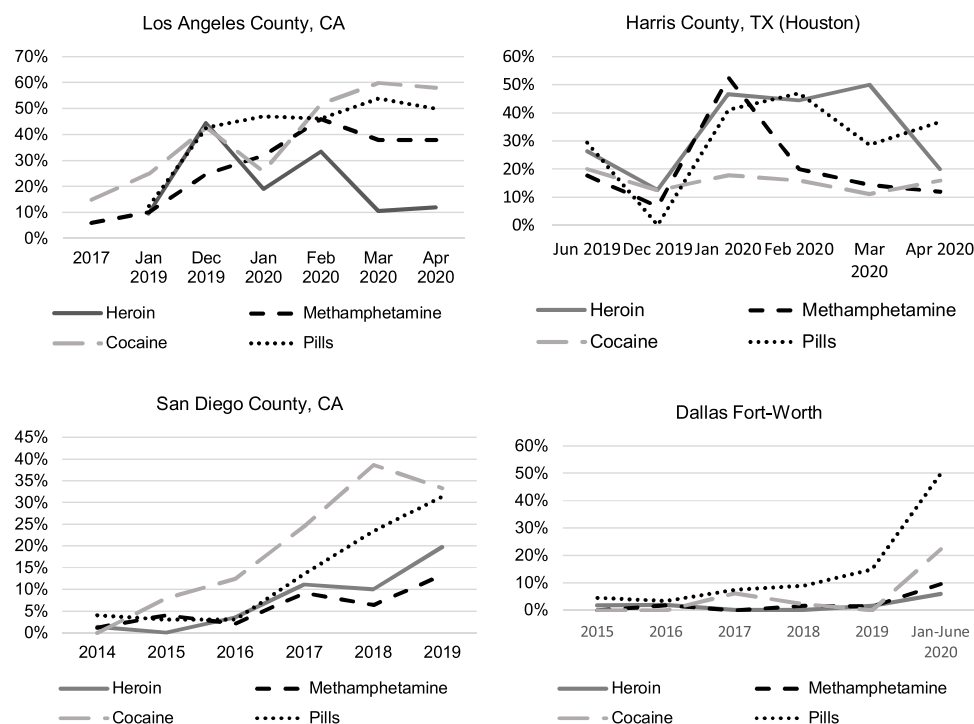 Los Angeles County, CA
70%
60%
50%
40%
30%
20%
10%
0%
2017 Jan 2019 Dec 2019 Jan 2020 Feb 2020 Mar 2020 Apr 2020
Heroin Methamphetamine
Cocaine Pills
Harris County, TX (Houston)
60%
50%
40%
30%
20%
10%
0%
Jun 2019 Dec 2019 Jan 2020 Feb 2020 Mar 2020 Apr 2020
Heroin Methamphetamine
Cocaine Pills
San Diego County, CA
45%
40%
35%
30%
25%
20%
15%
10%
5%
0%
2014 2015 2016 2017 2018 2019
Heroin Methamphetamine
Cocaine Pills
Dallas Fort-Worth
60%
50%
40%
30%
20%
10%
0%
2015 2016 2017 2018 2019 Jan-June 2020
Heroin Methamphetamine
Cocaine Pills